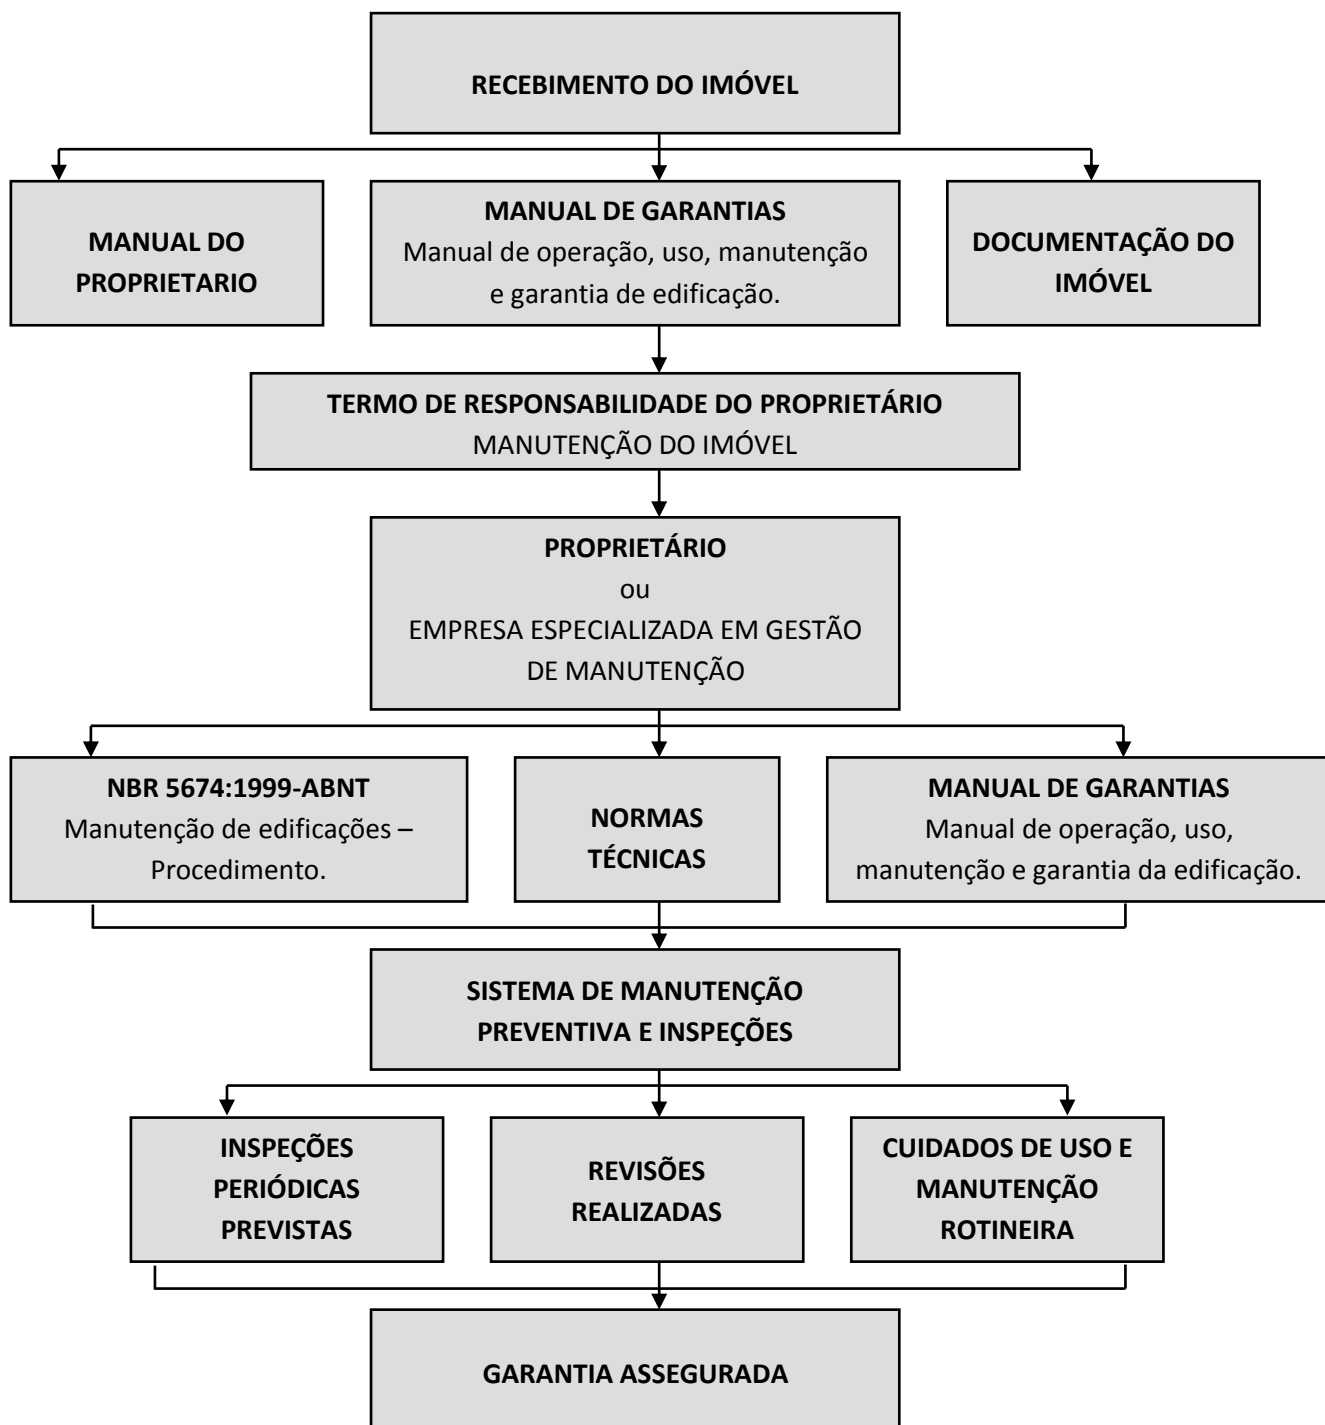 RECEBIMENTO DO IMÓVEL
MANUAL DO
PROPRIETARIO
MANUAL DE GARANTIAS
Manual de operação, uso, manutenção
e garantia de edificação.
DOCUMENTAÇÃO DO
IMÓVEL
TERMO DE RESPONSABILIDADE DO PROPRIETÁRIO
MANUTENÇÃO DO IMÓVEL
PROPRIETÁRIO
ou
EMPRESA ESPECIALIZADA EM GESTÃO
DE MANUTENÇÃO
NBR 5674:1999-ABNT
Manutenção de edificações –
Procedimento.
NORMAS
TÉCNICAS
MANUAL DE GARANTIAS
Manual de operação, uso,
manutenção e garantia da edificação.
SISTEMA DE MANUTENÇÃO
PREVENTIVA E INSPEÇÕES
INSPEÇÕES
PERIÓDICAS
PREVISTAS
REVISÕES
REALIZADAS
CUIDADOS DE USO E
MANUTENÇÃO
ROTINEIRA
GARANTIA ASSEGURADA